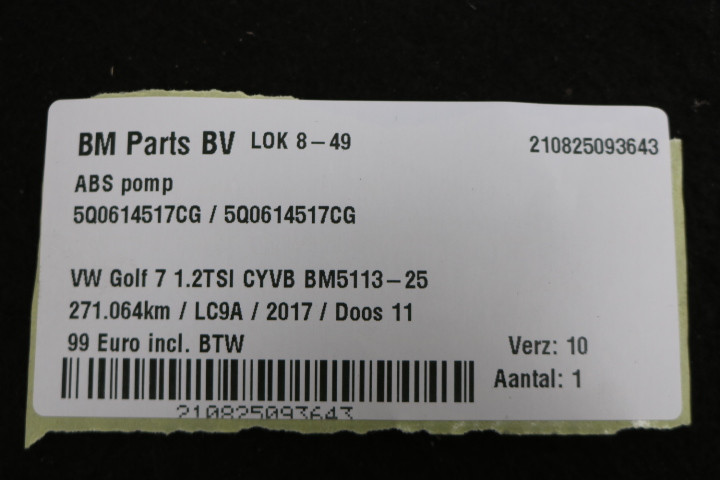 BM Parts BV LOK 8-49 210825093643
ABS pomp
5Q0614517CG / 5Q0614517CG
VW Golf 7 1.2TSI CYVB BM5113-25
271.064km / LC9A / 2017 / Doos 11
99 Euro incl. BTW Verz: 10
Aantal: 1
210825093643